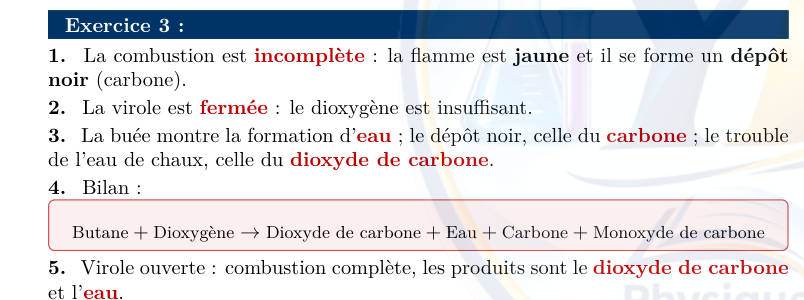 Exercice 3 :
1. La combustion est incomplète : la flamme est jaune et il se forme un dépôt
noir (carbone).
2. La virole est fermée : le dioxygène est insuffisant.
3. La buée montre la formation d'eau ; le dépôt noir, celle du carbone ; le trouble
de l'eau de chaux, celle du dioxyde de carbone.
4. Bilan :
Butane + Dioxygène → Dioxyde de carbone + Eau + Carbone + Monoxyde de carbone
5. Virole ouverte : combustion complète, les produits sont le dioxyde de carbone
et l'eau.